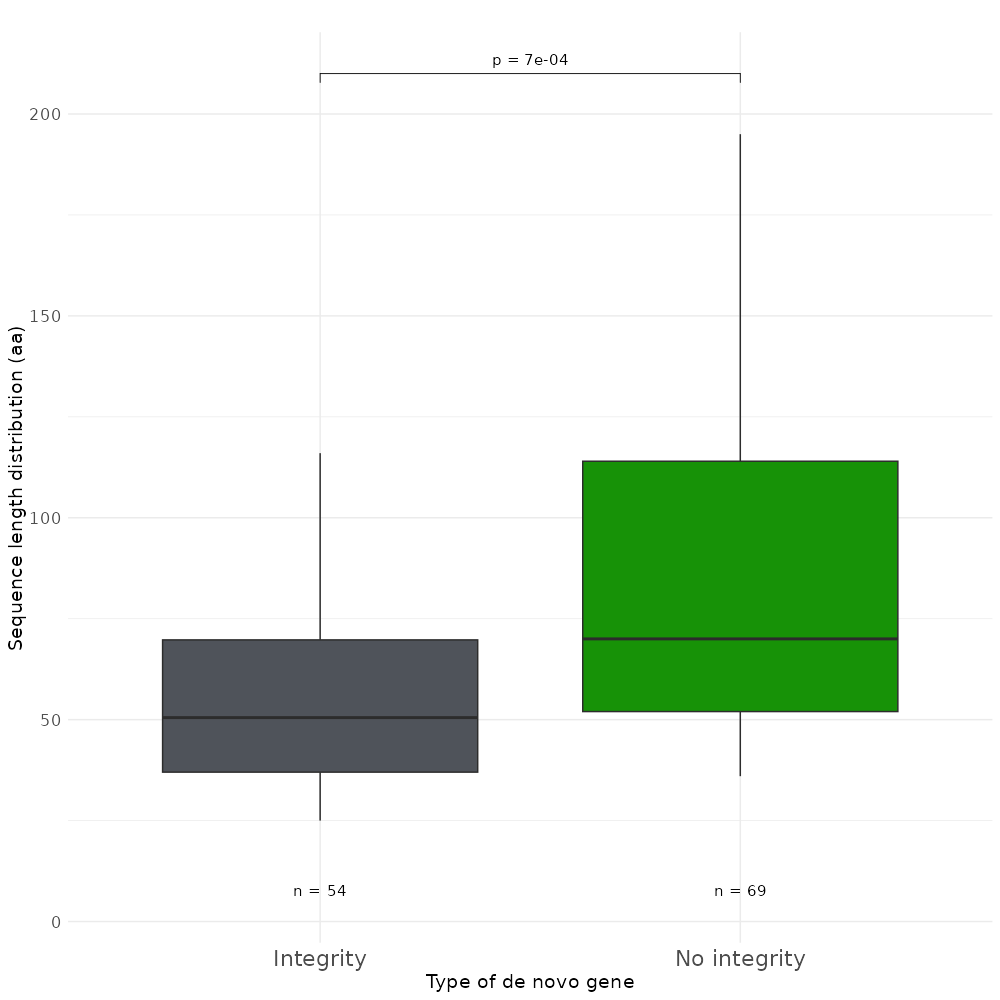 p = 7e-04
200
150
100
50
0
Sequence length distribution (aa)
n = 54
n = 69
Integrity
No integrity
Type of de novo gene